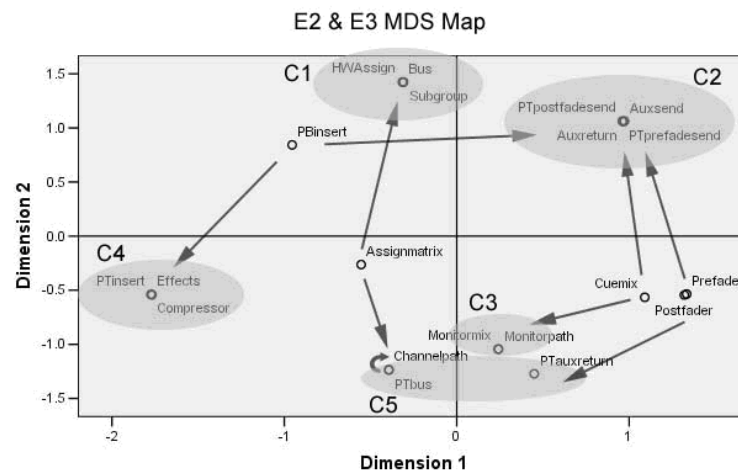 E2 & E3 MDS Map
C1
HWAssign Bus
Subgroup
C2
PTpostfadesend Auxsend
Auxreturn PTprefadesend
PBinsert
C4
PTinsert Effects
Compressor
Assignmatrix
Cuemix
Prefade
Postfader
C3
Monitormix Monitorpath
Channelpath
PTauxreturn
PTbus
C5
Dimension 2
1.5
1.0
0.5
0.0
-0.5
-1.0
-1.5
-2 -1 0 1
Dimension 1